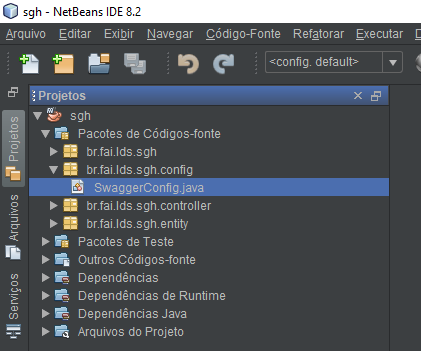 sgh - NetBeans IDE 8.2
Arquivo Editar Exibir Navegar Código-Fonte Refatorar Executar D
<config. default>
Projetos
Projetos
Arquivos
Serviços
sgh
Pacotes de Códigos-fonte
br.fai.lds.sgh
br.fai.lds.sgh.config
SwaggerConfig.java
br.fai.lds.sgh.controller
br.fai.lds.sgh.entity
Pacotes de Teste
Outros Códigos-fonte
Dependências
Dependências de Runtime
Dependências Java
Arquivos do Projeto